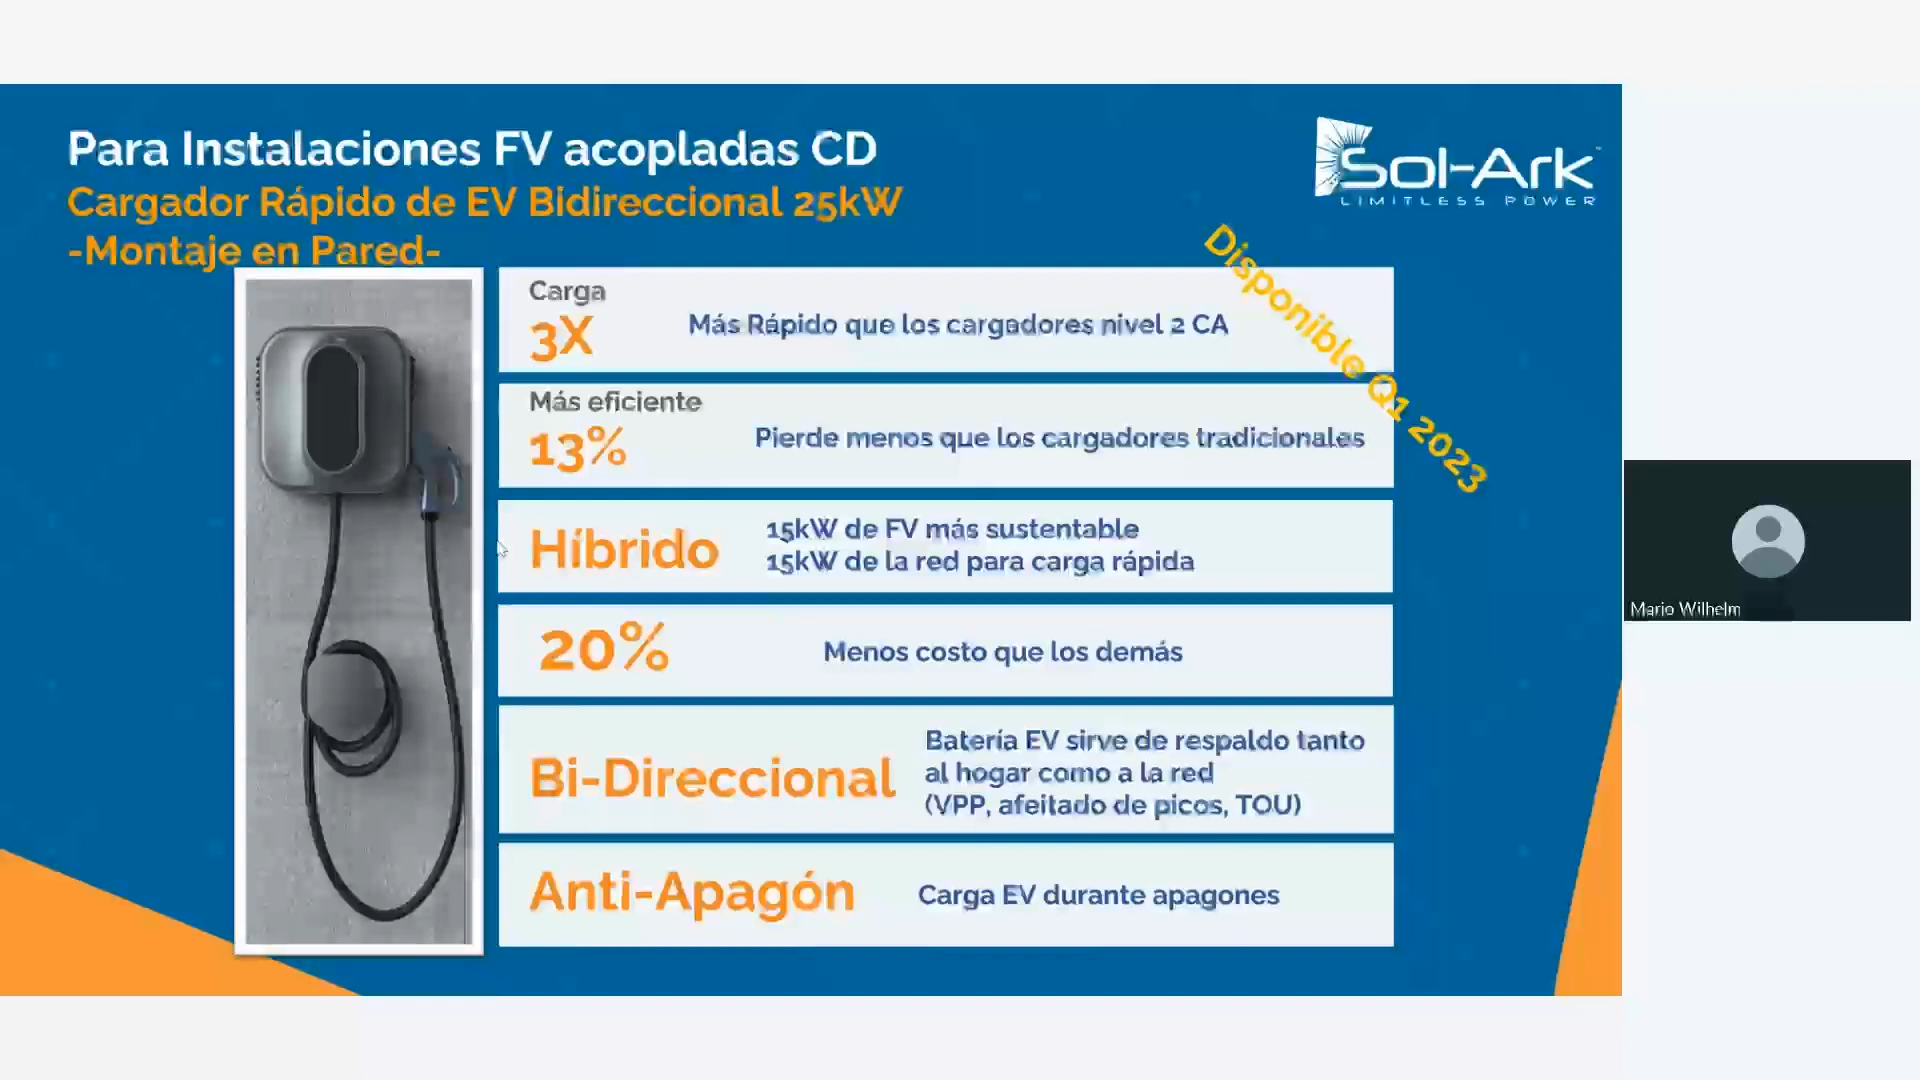 Para Instalaciones FV acopladas CD
Cargador Rápido de EV Bidireccional 25kW
-Montaje en Pared-
Sol-Ark
LIMITLESS POWER
Disponible Q1 2023
Carga
3X
Más Rápido que los cargadores nivel 2 CA
Más eficiente
13%
Pierde menos que los cargadores tradicionales
Híbrido
15kW de FV más sustentable
15kW de la red para carga rápida
20%
Menos costo que los demás
Bi-Direccional
Batería EV sirve de respaldo tanto
al hogar como a la red
(VPP, afeitado de picos, TOU)
Anti-Apagón
Carga EV durante apagones
Mario Wilhelm